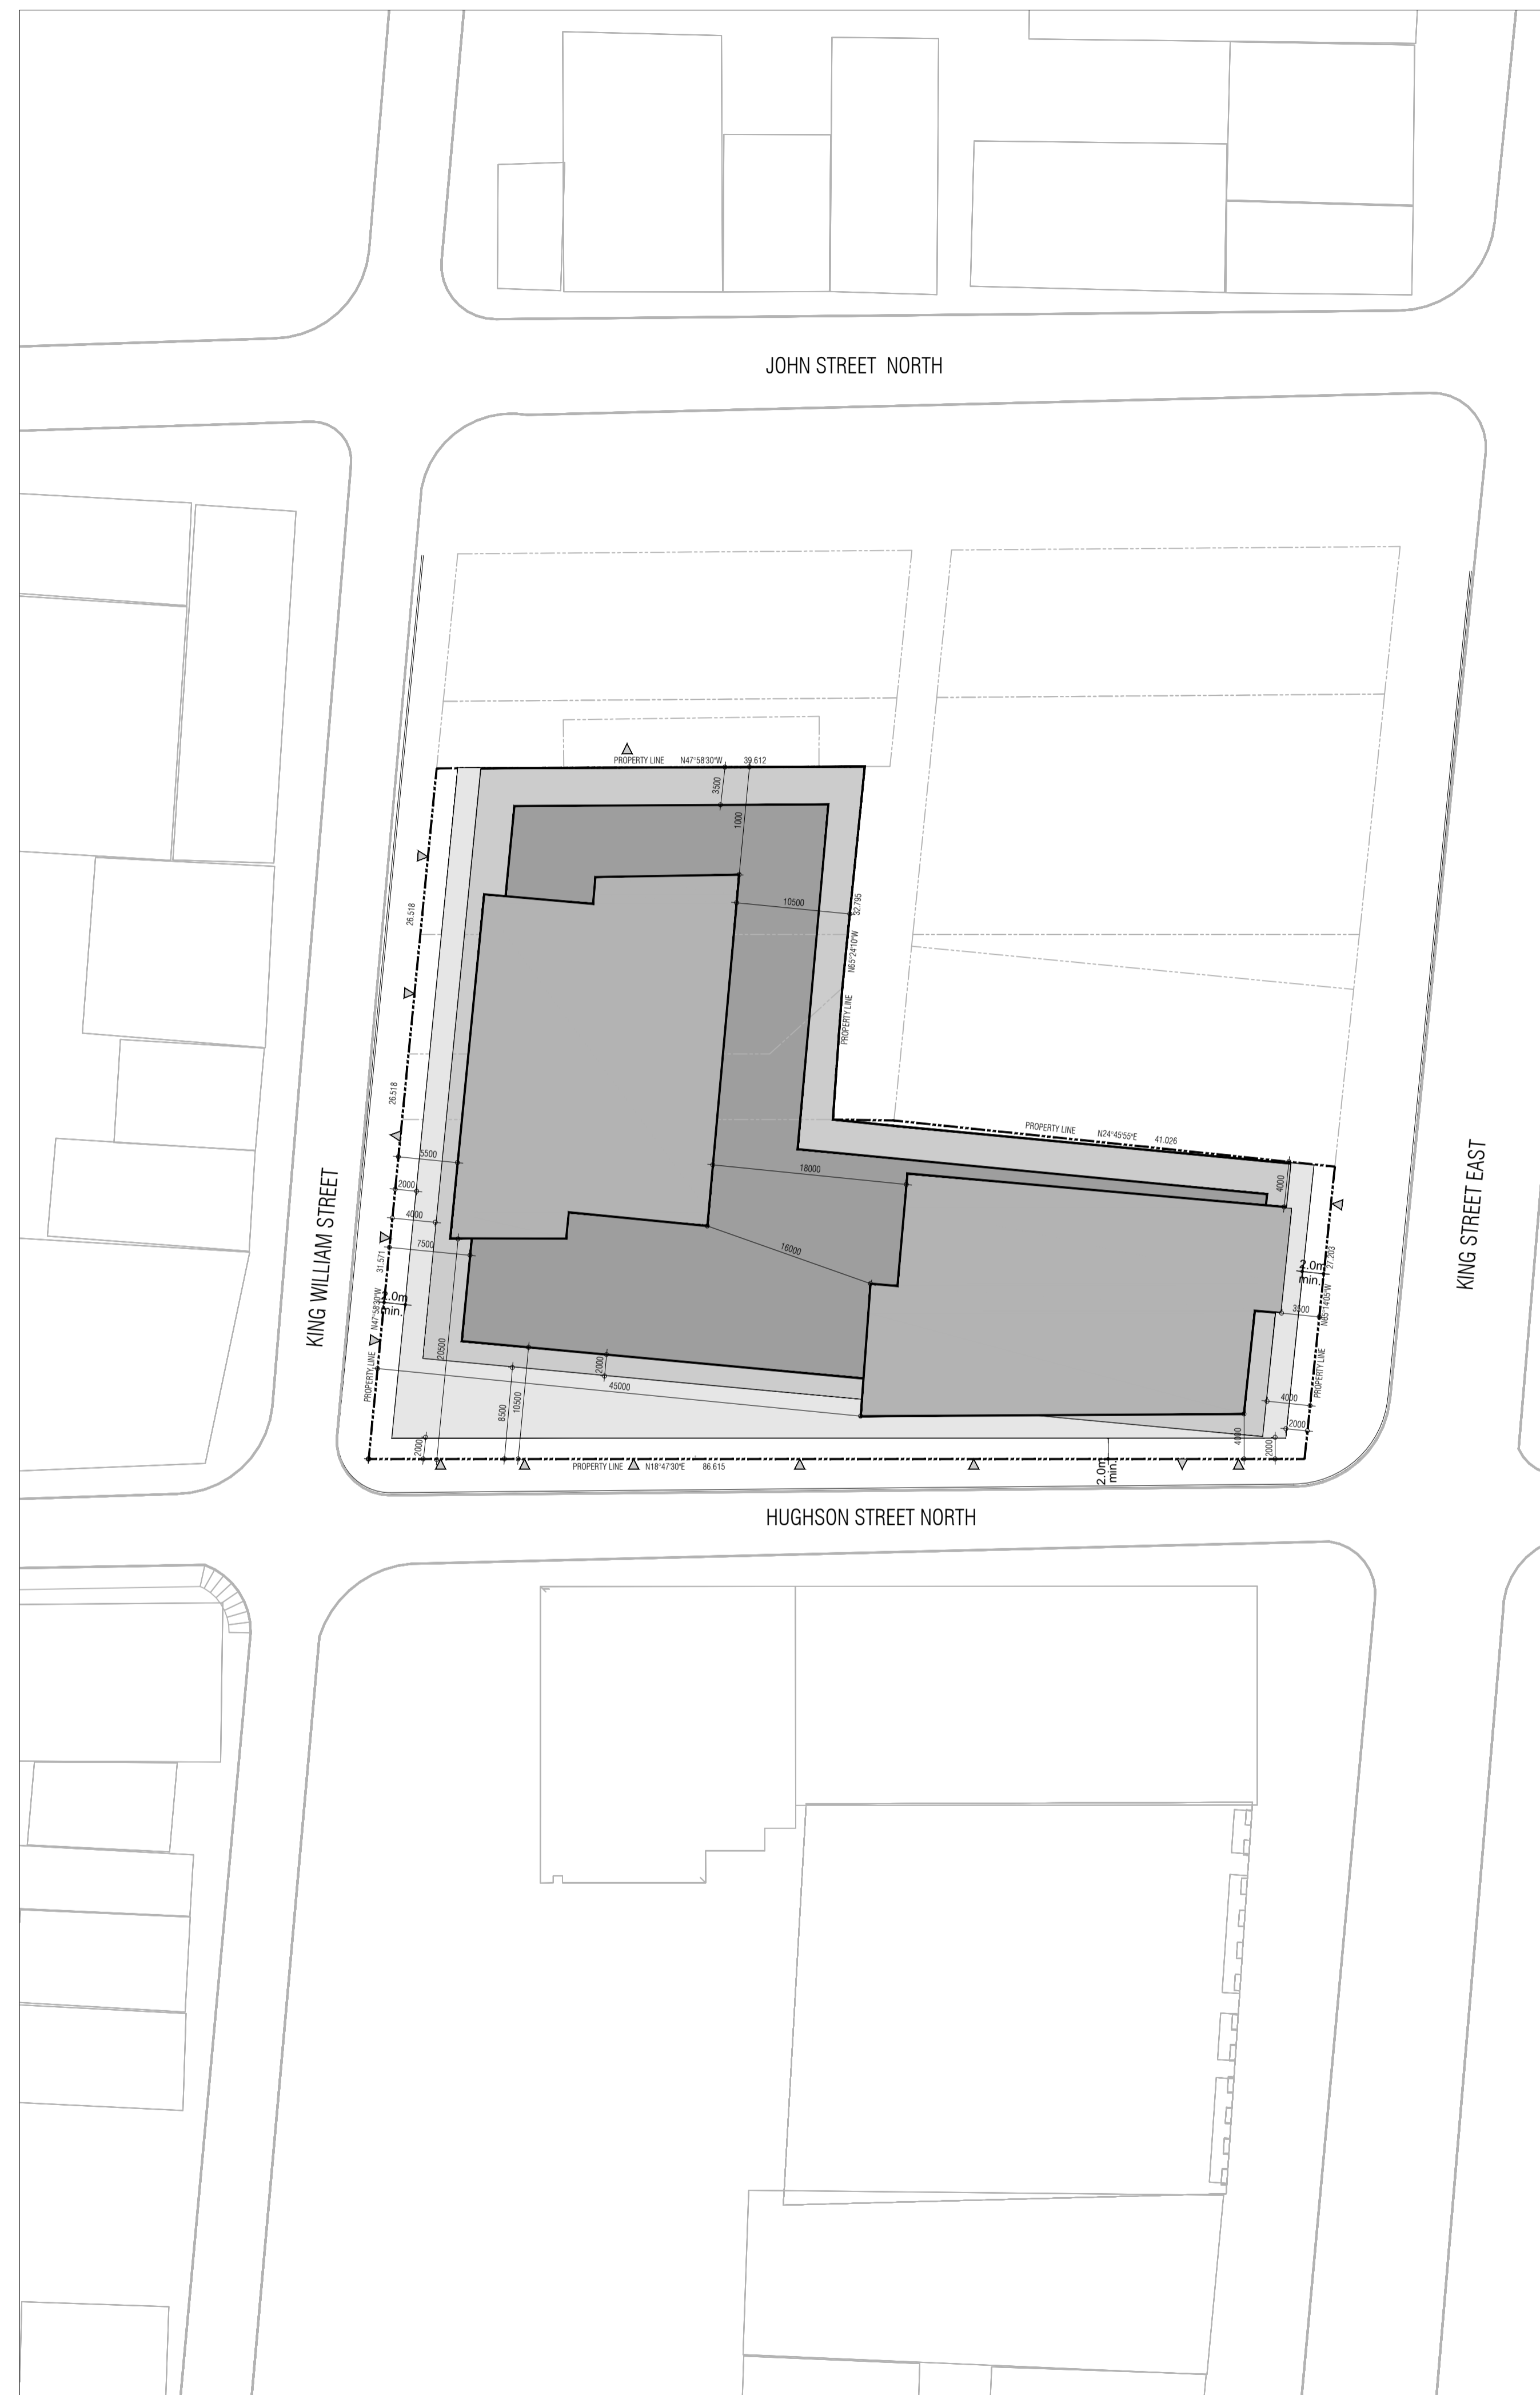 JOHN STREET  NORTH
PROPERTY LINE
N47°58'30"W
39.612
3500
1000
10500
32.795
N65°24'10"W
PROPERTY LINE
26.518
26.518
PROPERTY LINE
N24°45'55"E
41.026
5500
18000
4000
2000
4000
7500
16000
31.571
N47°58'30"W
2.0m
min.
PROPERTY LINE
KING WILLIAM STREET
KING STREET EAST
27.203
2.0m
min.
3500
N65°14'05"W
PROPERTY LINE
20500
2000
45000
8500
10500
4000
2000
2000
4000
2000
2.0m
min.
PROPERTY LINE
N18°47'30"E
86.615
HUGHSON STREET NORTH